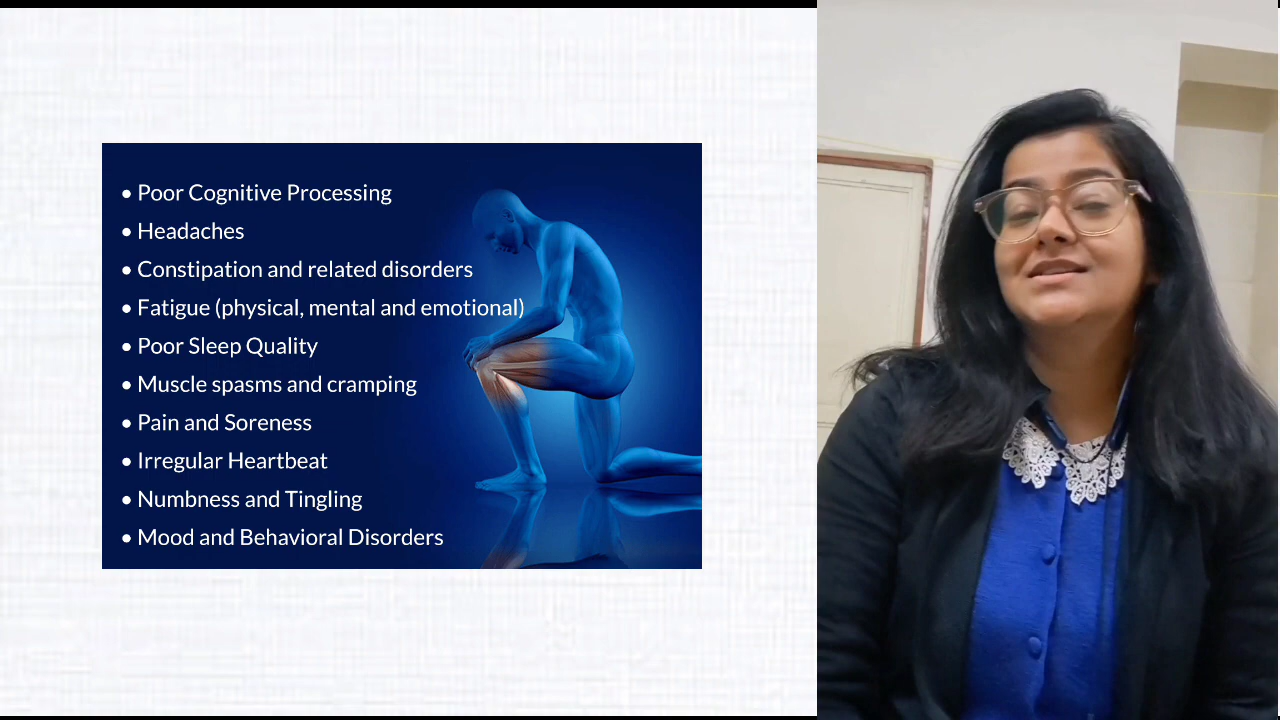 • Poor Cognitive Processing
• Headaches
• Constipation and related disorders
• Fatigue (physical, mental and emotional)
• Poor Sleep Quality
• Muscle spasms and cramping
• Pain and Soreness
• Irregular Heartbeat
• Numbness and Tingling
• Mood and Behavioral Disorders